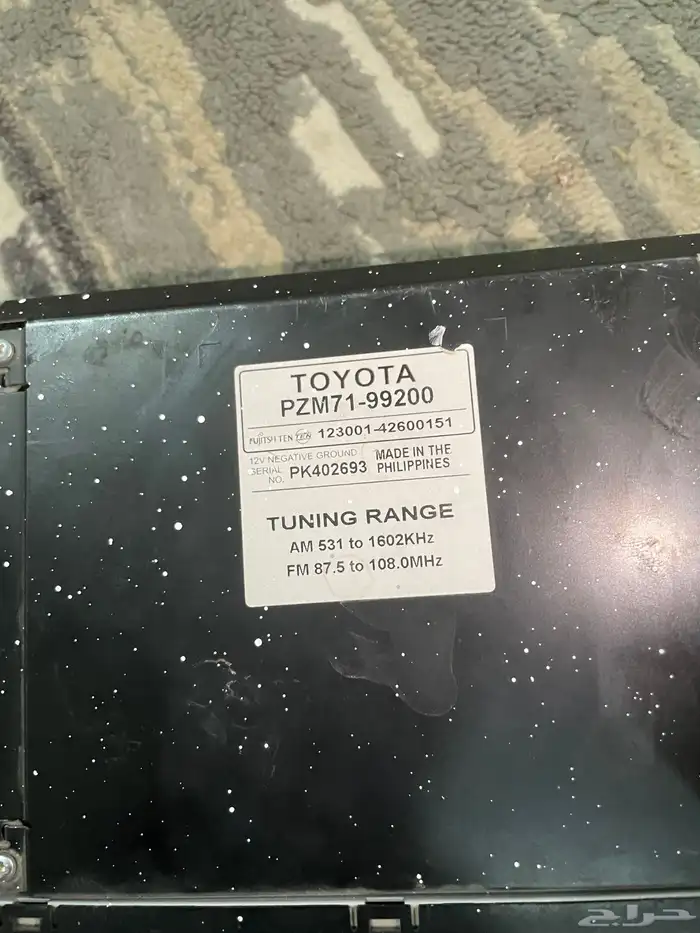 TOYOTA
PZM71-99200
FUJITSU TEN TEN 123001-42600151
12V NEGATIVE GROUND
SERIAL NO. PK402693
MADE IN THE PHILIPPINES
TUNING RANGE
AM 531 to 1602KHz
FM 87.5 to 108.0MHz
حراج